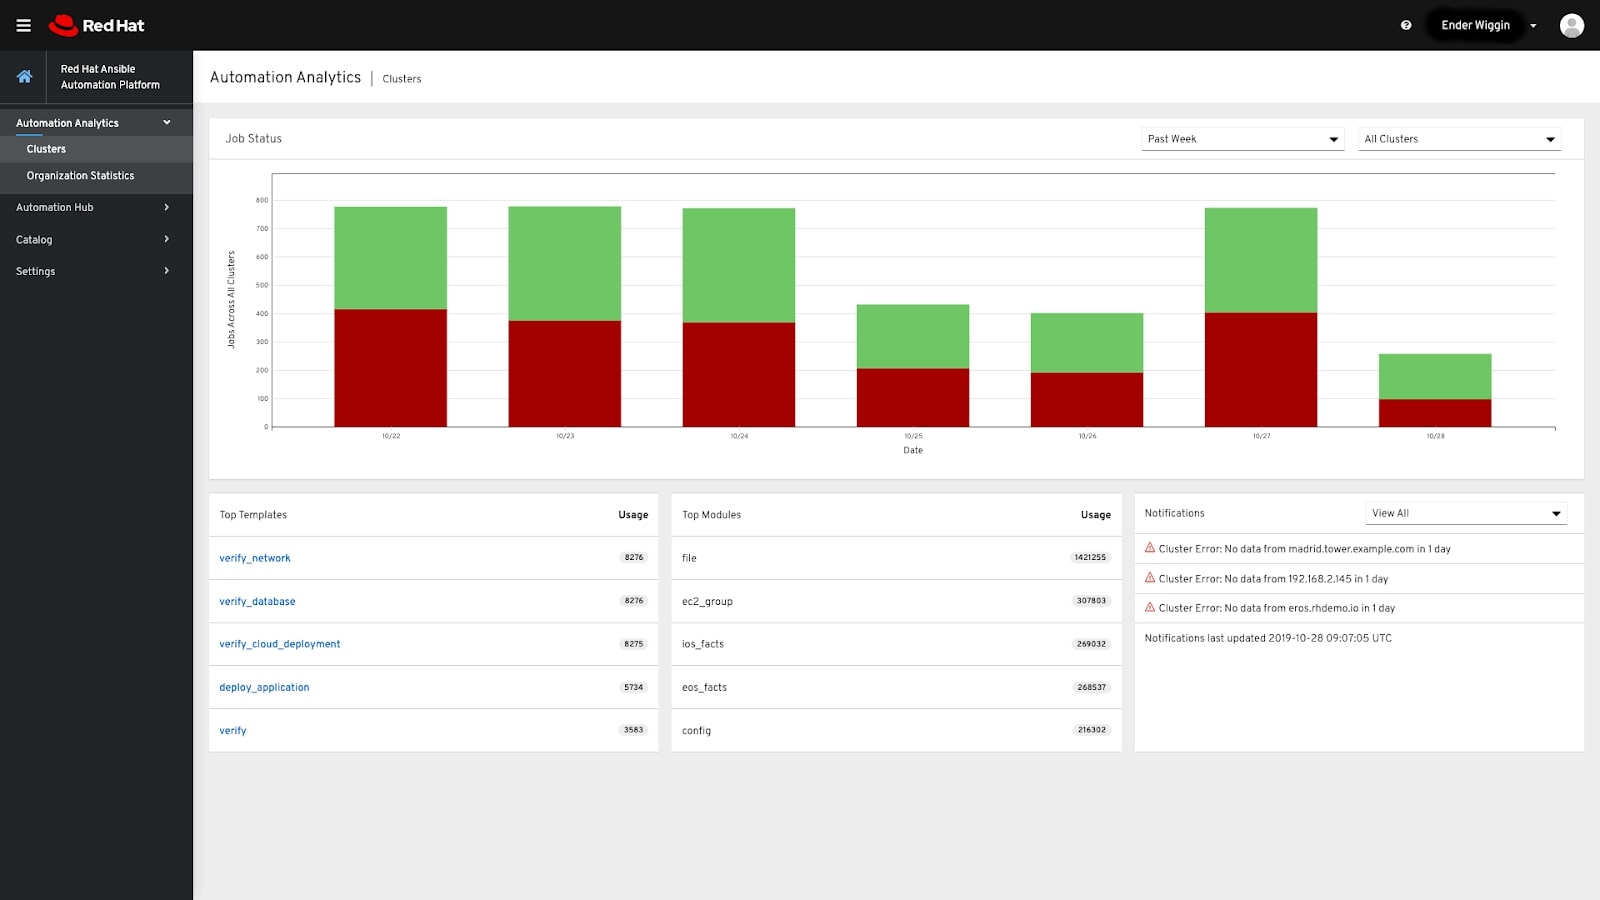 Red Hat
Ender Wiggin
Red Hat Ansible
Automation Platform
Automation Analytics
Clusters
Organization Statistics
Automation Hub
Catalog
Settings
Automation Analytics | Clusters
Job Status
Past Week
All Clusters
Jobs Across All Clusters
800
700
600
500
400
300
200
100
0
10/22 10/23 10/24 10/25 10/26 10/27 10/28
Date
Top Templates Usage
verify_network 8276
verify_database 8276
verify_cloud_deployment 8275
deploy_application 5734
verify 3583
Top Modules Usage
file 1421255
ec2_group 307803
ios_facts 269032
eos_facts 268537
config 216302
Notifications View All
Cluster Error: No data from madrid.tower.example.com in 1 day
Cluster Error: No data from 192.168.2.145 in 1 day
Cluster Error: No data from eros.rhdemo.io in 1 day
Notifications last updated 2019-10-28 09:07:05 UTC